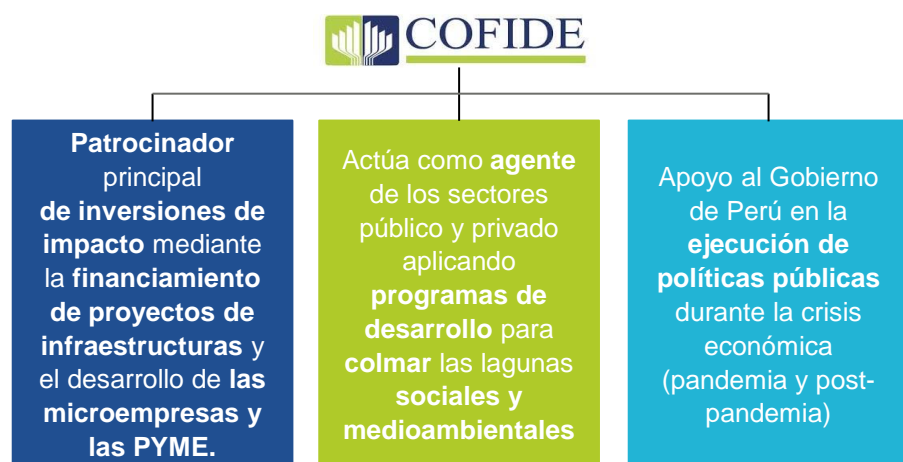 COFIDE
Patrocinador
principal
de inversiones de
impacto mediante
la financiamiento
de proyectos de
infraestructuras y
el desarrollo de las
microempresas y
las PYME.
Actúa como agente
de los sectores
público y privado
aplicando
programas de
desarrollo para
colmar las lagunas
sociales y
medioambientales
Apoyo al Gobierno
de Perú en la
ejecución de
políticas públicas
durante la crisis
económica
(pandemia y post-
pandemia)